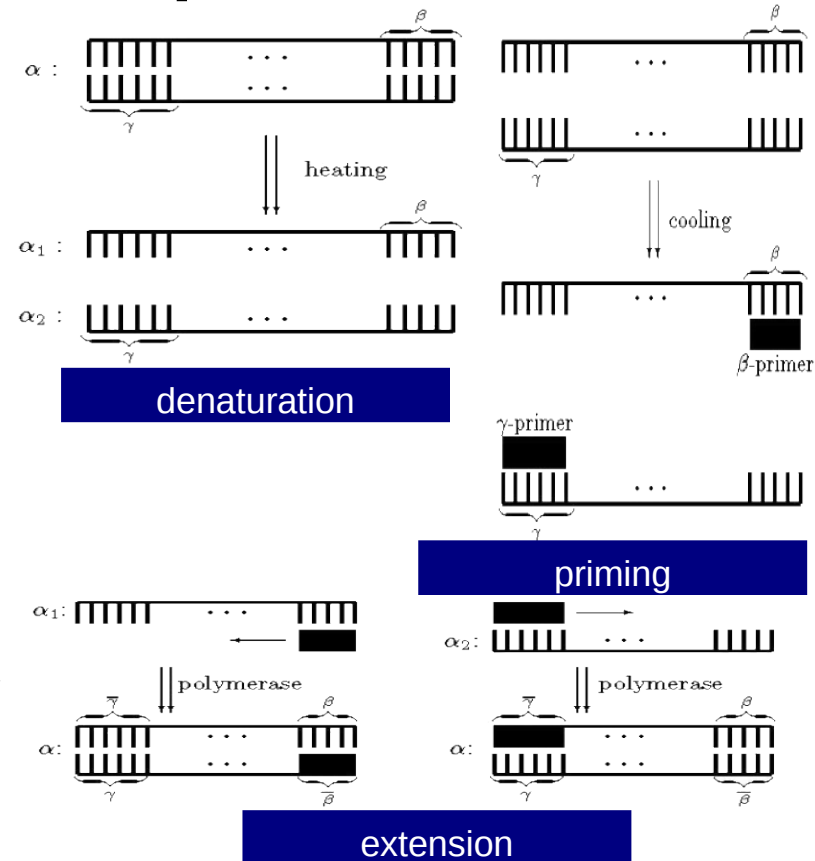 β
α :
γ
heating
β
α₁ :
α₂ :
γ
denaturation
β
γ
cooling
β
β-primer
γ-primer
γ
priming
α₁:
polymerase
γ̅ β
α:
γ β̅
α₂:
polymerase
γ̅ β
α:
γ β̅
extension